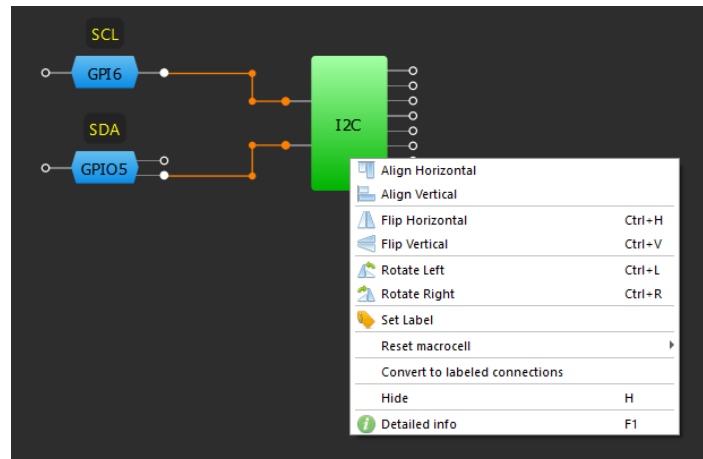 SCL
GPI6
I2C
SDA
GPIO5
Align Horizontal
Align Vertical
Flip Horizontal Ctrl+H
Flip Vertical Ctrl+V
Rotate Left Ctrl+L
Rotate Right Ctrl+R
Set Label
Reset macrocell
Convert to labeled connections
Hide H
Detailed info F1